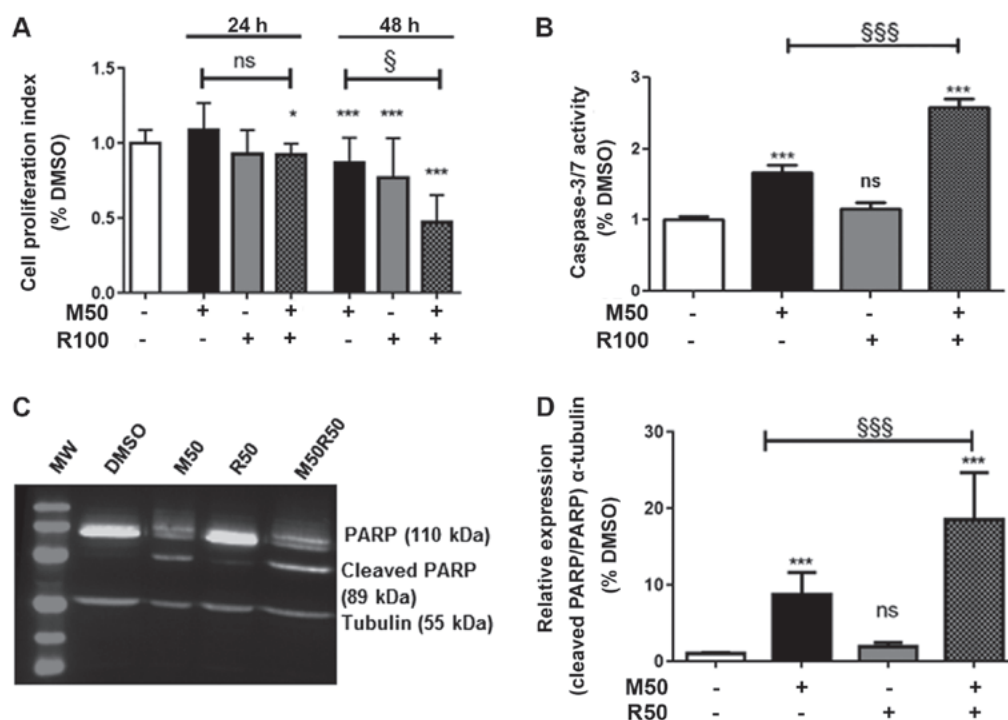 A
24 h
48 h
ns
§
*
***
***
***
1.5
1.0
0.5
0.0
Cell proliferation index
(% DMSO)
M50 - + - + + - +
R100 - - + + - + +
B
§§§
***
***
ns
3
2
1
0
Caspase-3/7 activity
(% DMSO)
M50 - + - +
R100 - - + +
C
MW DMSO M50 R50 M50R50
PARP (110 kDa)
Cleaved PARP
(89 kDa)
Tubulin (55 kDa)
D
§§§
***
***
ns
30
20
10
0
Relative expression
(cleaved PARP/PARP) α-tubulin
(% DMSO)
M50 - + - +
R50 - - + +